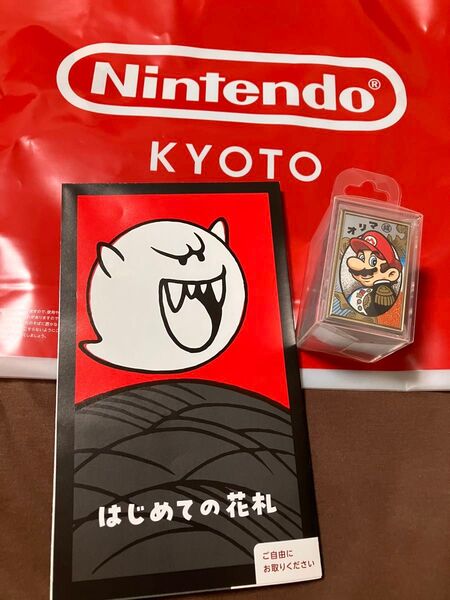 Nintendo®
KYOTO
オリマ
はじめての花札
ご自由に
お取りください